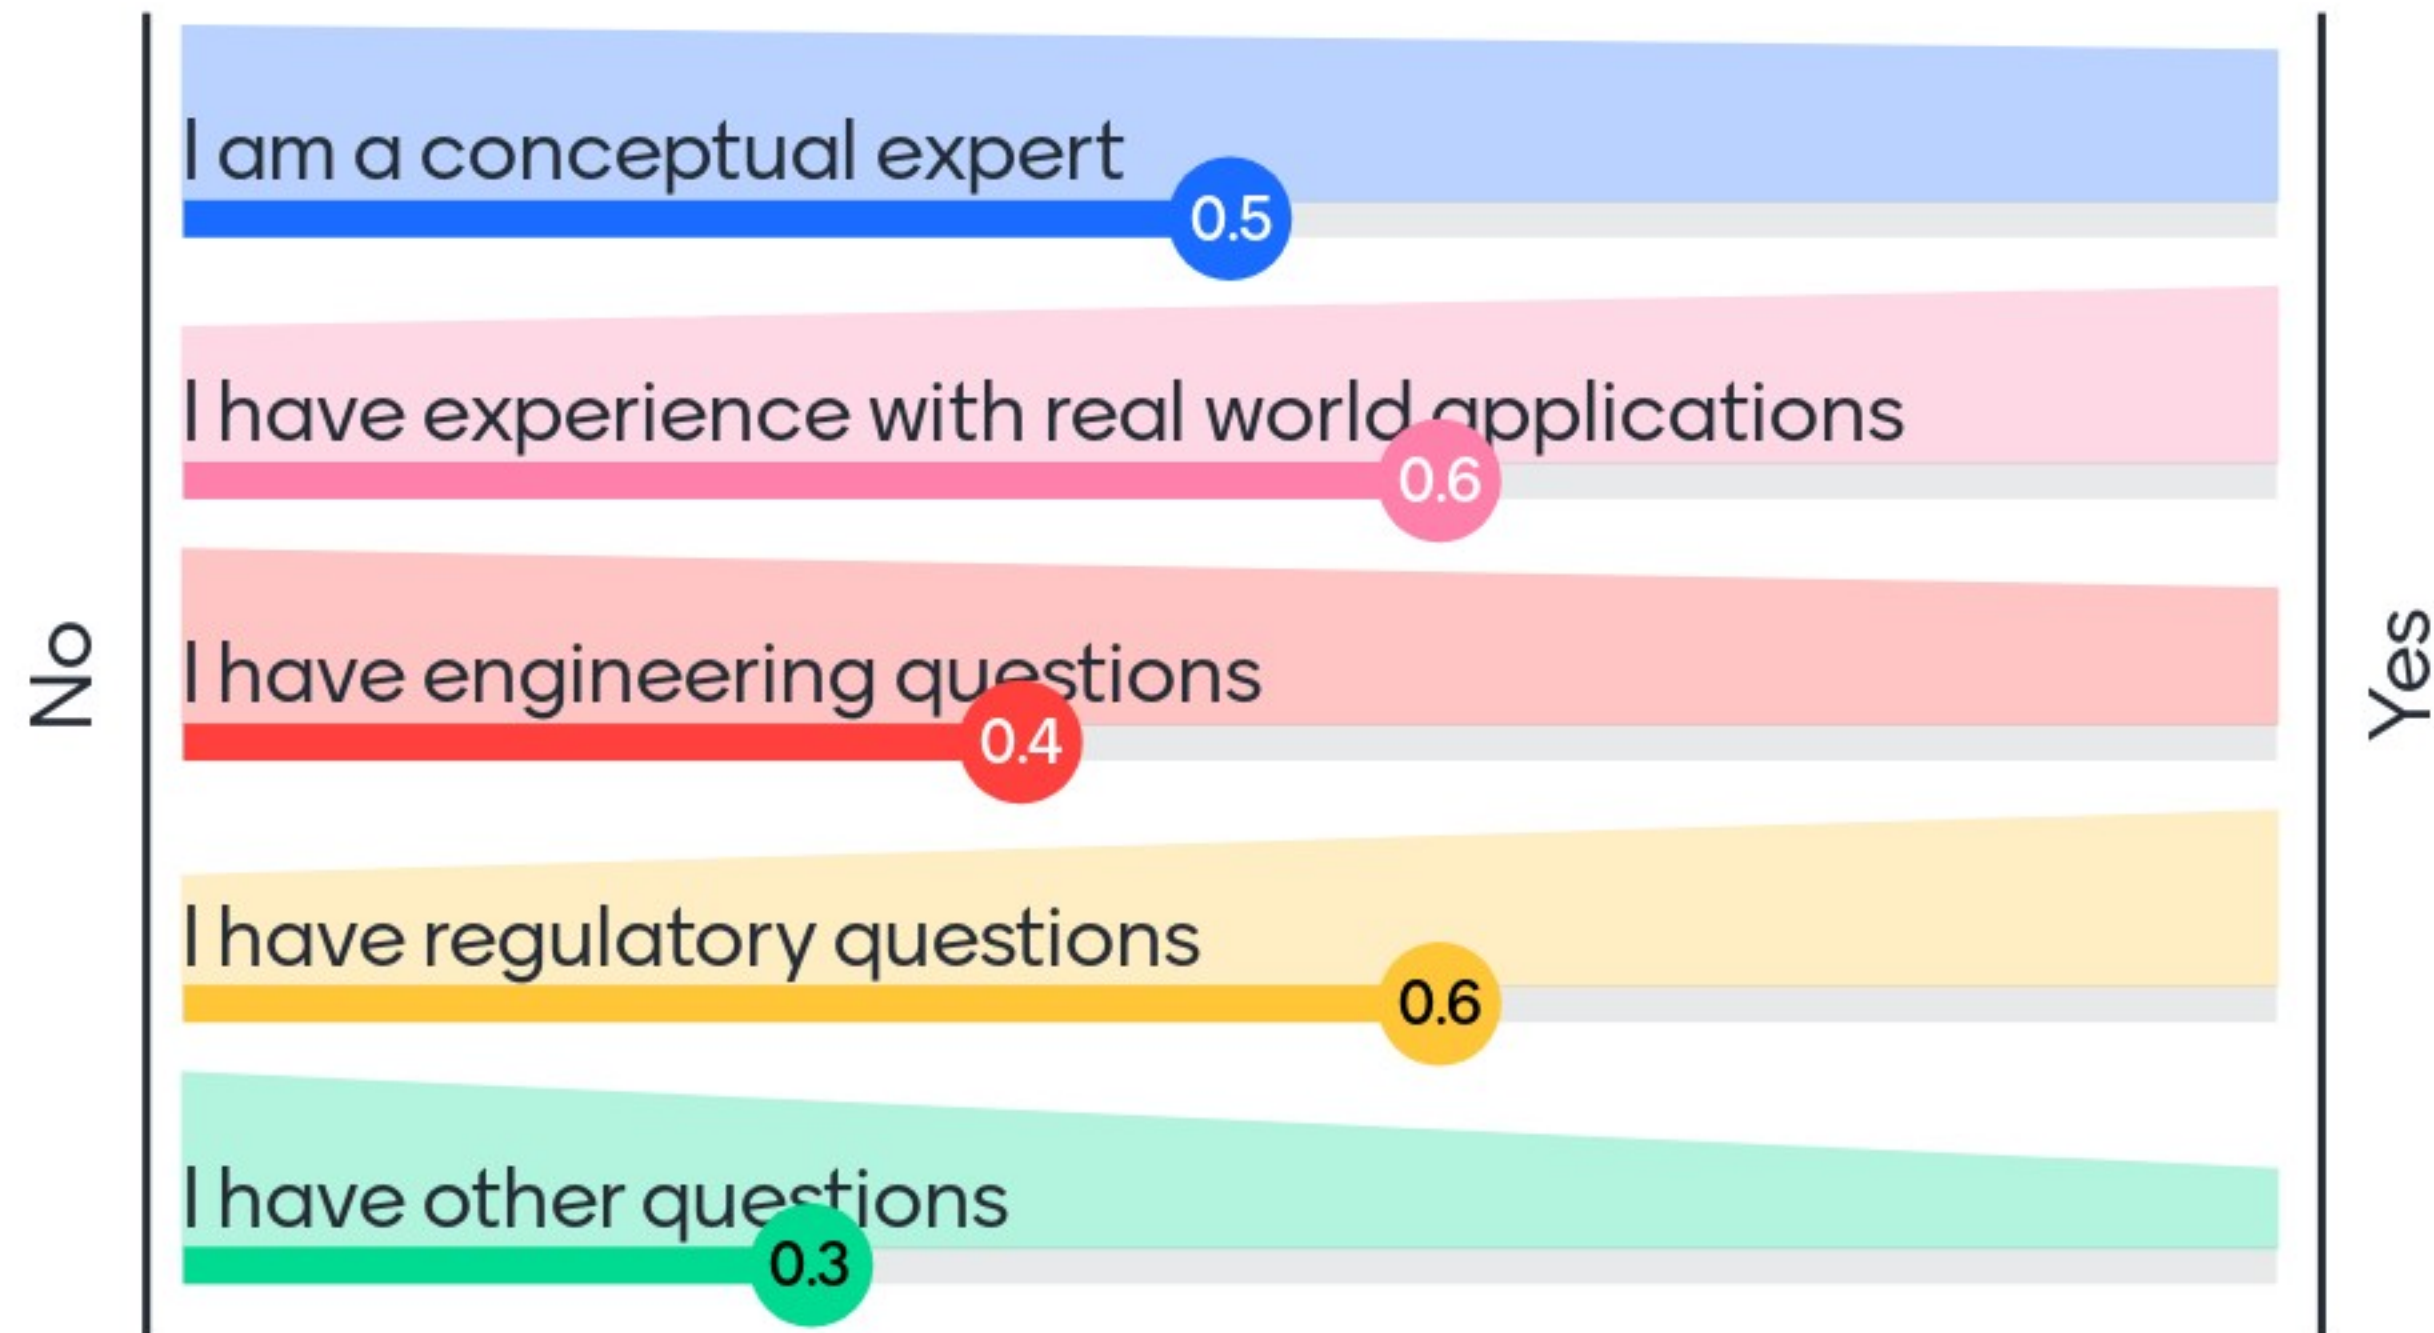 I am a conceptual expert
0.5
I have experience with real world applications
0.6
No
I have engineering questions
0.4
Yes
I have regulatory questions
0.6
I have other questions
0.3